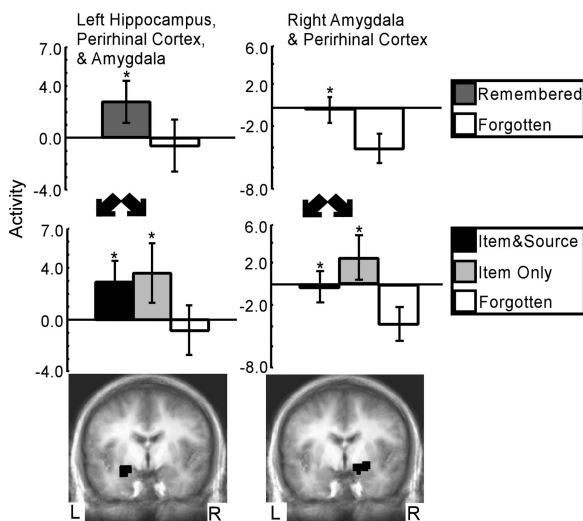 Left Hippocampus,
Perirhinal Cortex,
& Amygdala
Right Amygdala
& Perirhinal Cortex
7.0
4.0
0.0
-4.0
*
6.0
2.0
-2.0
-8.0
*
Remembered
Forgotten
Activity
7.0
4.0
0.0
-4.0
* *
6.0
2.0
-2.0
-8.0
* *
Item&Source
Item Only
Forgotten
L R
L R